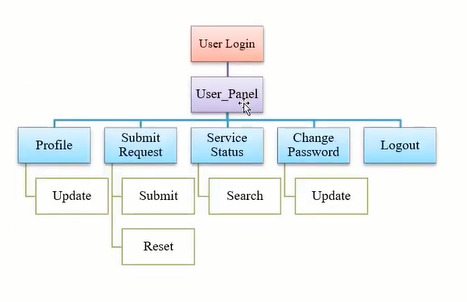 User Login
User_Panel
Profile
Submit
Request
Service
Status
Change
Password
Logout
Update
Submit
Search
Update
Reset